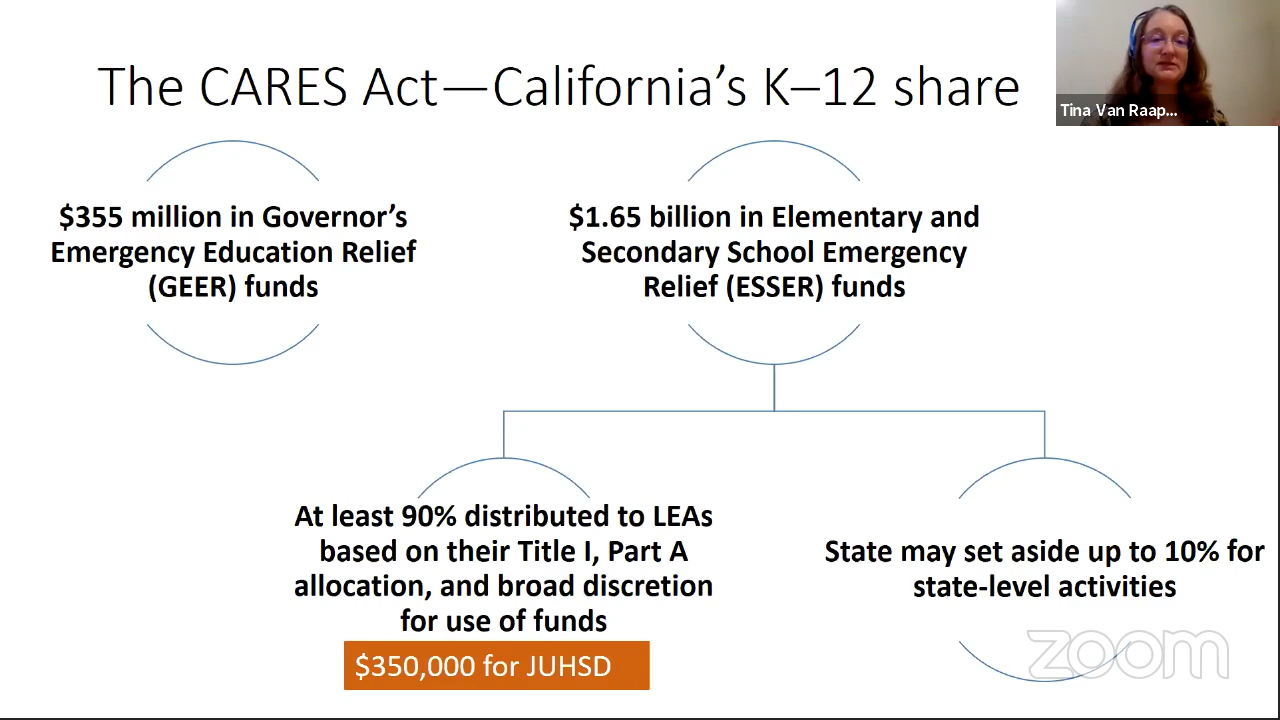 The CARES Act—California's K–12 share
Tina Van Raap...
$355 million in Governor's
Emergency Education Relief
(GEER) funds
$1.65 billion in Elementary and
Secondary School Emergency
Relief (ESSER) funds
At least 90% distributed to LEAs
based on their Title I, Part A
allocation, and broad discretion
for use of funds
$350,000 for JUHSD
State may set aside up to 10% for
state-level activities
zoom